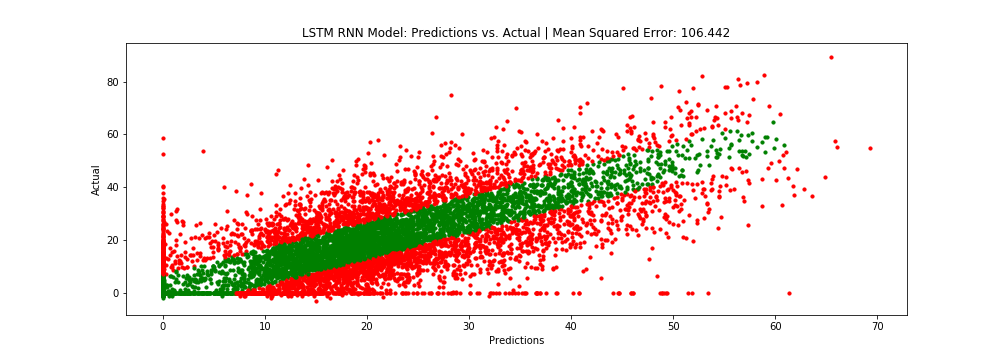 LSTM RNN Model: Predictions vs. Actual | Mean Squared Error: 106.442
Actual
80
60
40
20
0
0 10 20 30 40 50 60 70
Predictions